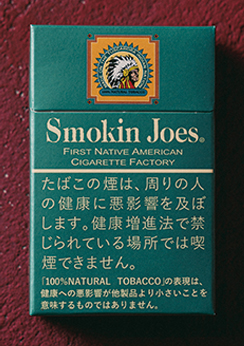 100% NATURAL TOBACCO
Smokin Joes®
FIRST NATIVE AMERICAN
CIGARETTE FACTORY
たばこの煙は、周りの人
の健康に悪影響を及ぼ
します。健康増進法で禁
じられている場所では喫
煙できません。
「100%NATURAL TOBACCO」の表現は、
健康への悪影響が他製品より小さいことを
意味するものではありません。